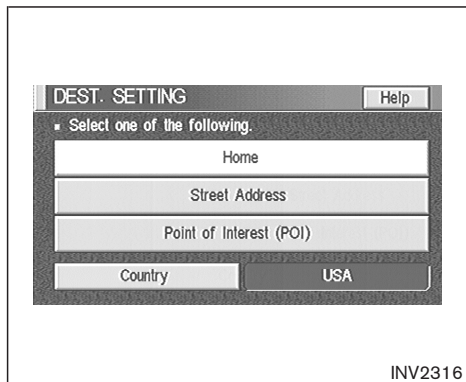 DEST. SETTING Help
▪ Select one of the following.
Home
Street Address
Point of Interest (POI)
Country USA
INV2316